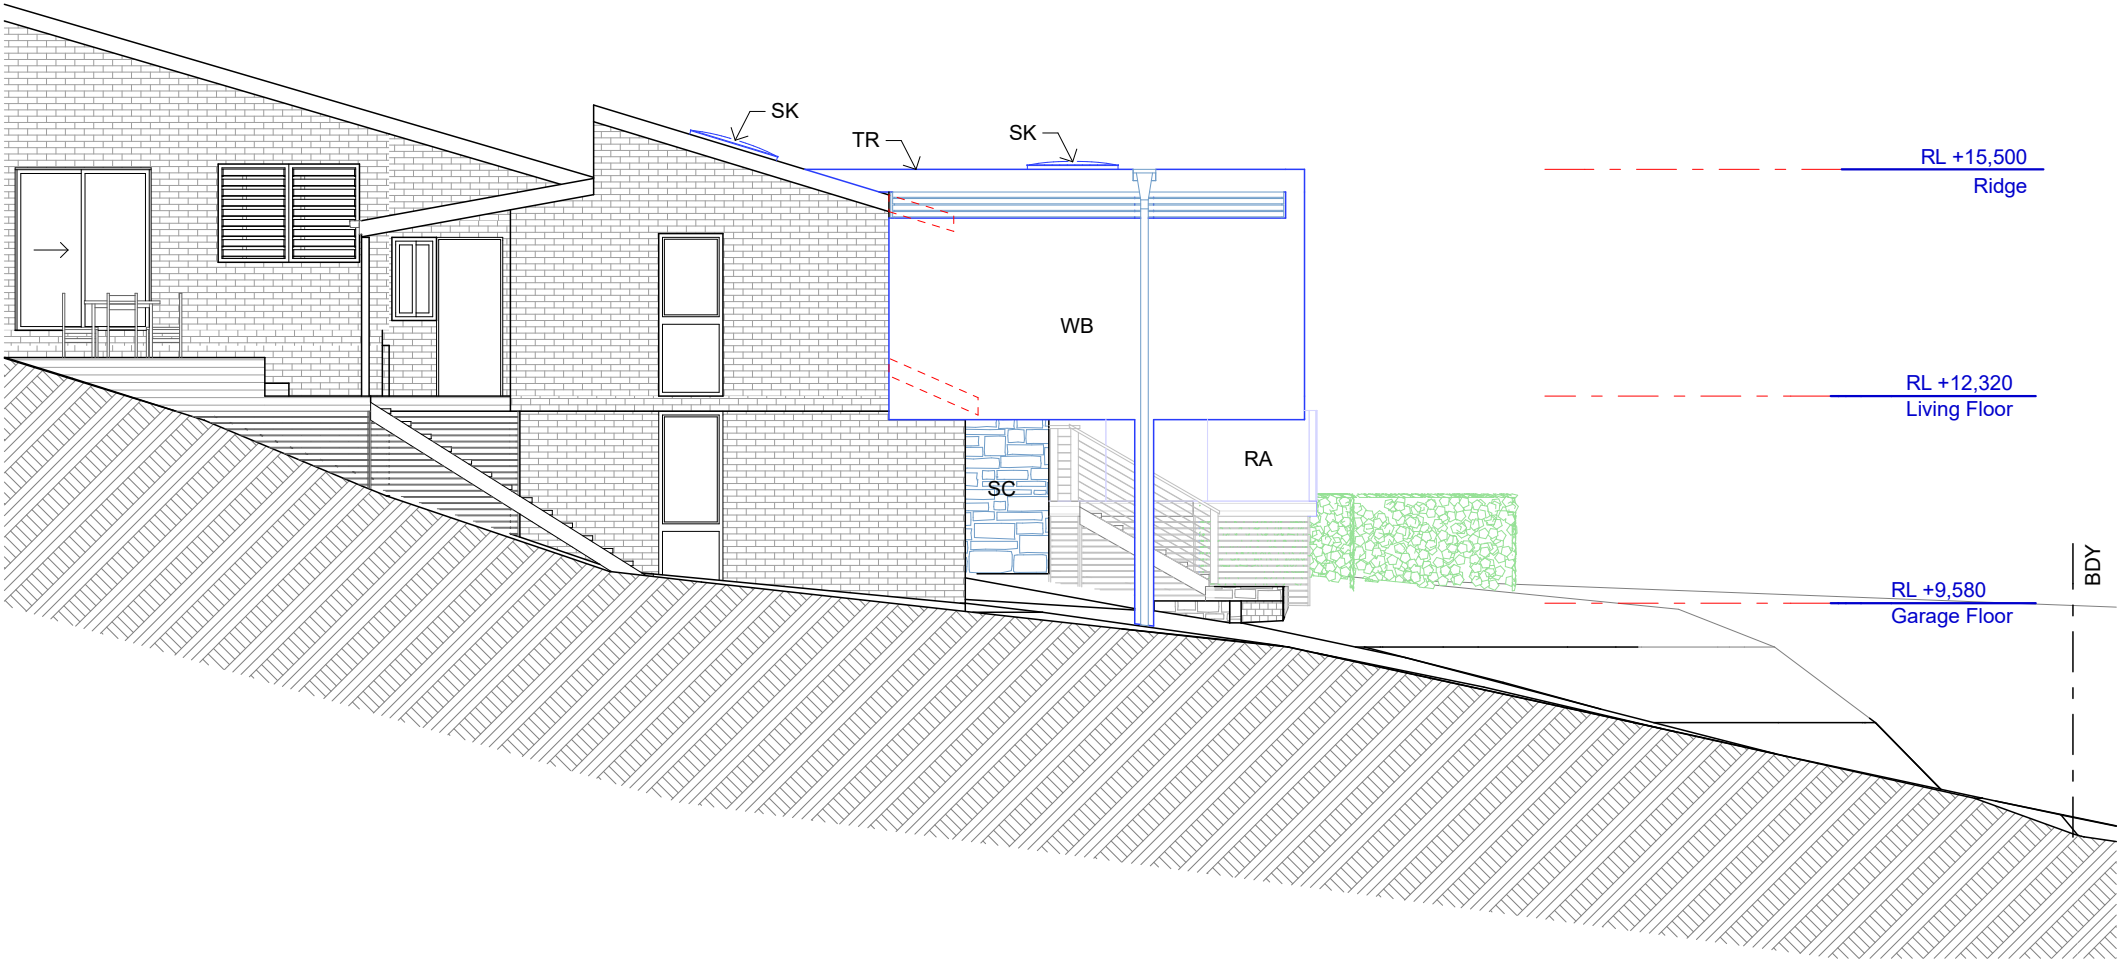 SK
TR
SK
RL +15,500
Ridge
WB
RL +12,320
Living Floor
RA
SC
BDY
RL +9,580
Garage Floor